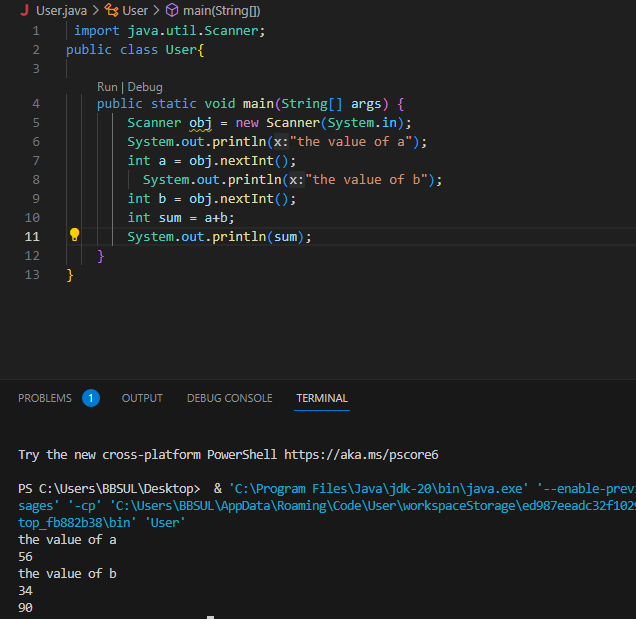 User.java > User > main(String[])
1 import java.util.Scanner;
2 public class User{
3
Run | Debug
4 public static void main(String[] args) {
5 Scanner obj = new Scanner(System.in);
6 System.out.println(x:"the value of a");
7 int a = obj.nextInt();
8 System.out.println(x:"the value of b");
9 int b = obj.nextInt();
10 int sum = a+b;
11 System.out.println(sum);
12 }
13 }
PROBLEMS 1 OUTPUT DEBUG CONSOLE TERMINAL
Try the new cross-platform PowerShell https://aka.ms/pscore6
PS C:\Users\BBSUL\Desktop> & 'C:\Program Files\Java\jdk-20\bin\java.exe' '--enable-prev
sages' '-cp' 'C:\Users\BBSUL\AppData\Roaming\Code\User\workspaceStorage\ed987eeadc32f1029
top_fb882b38\bin' 'User'
the value of a
56
the value of b
34
90